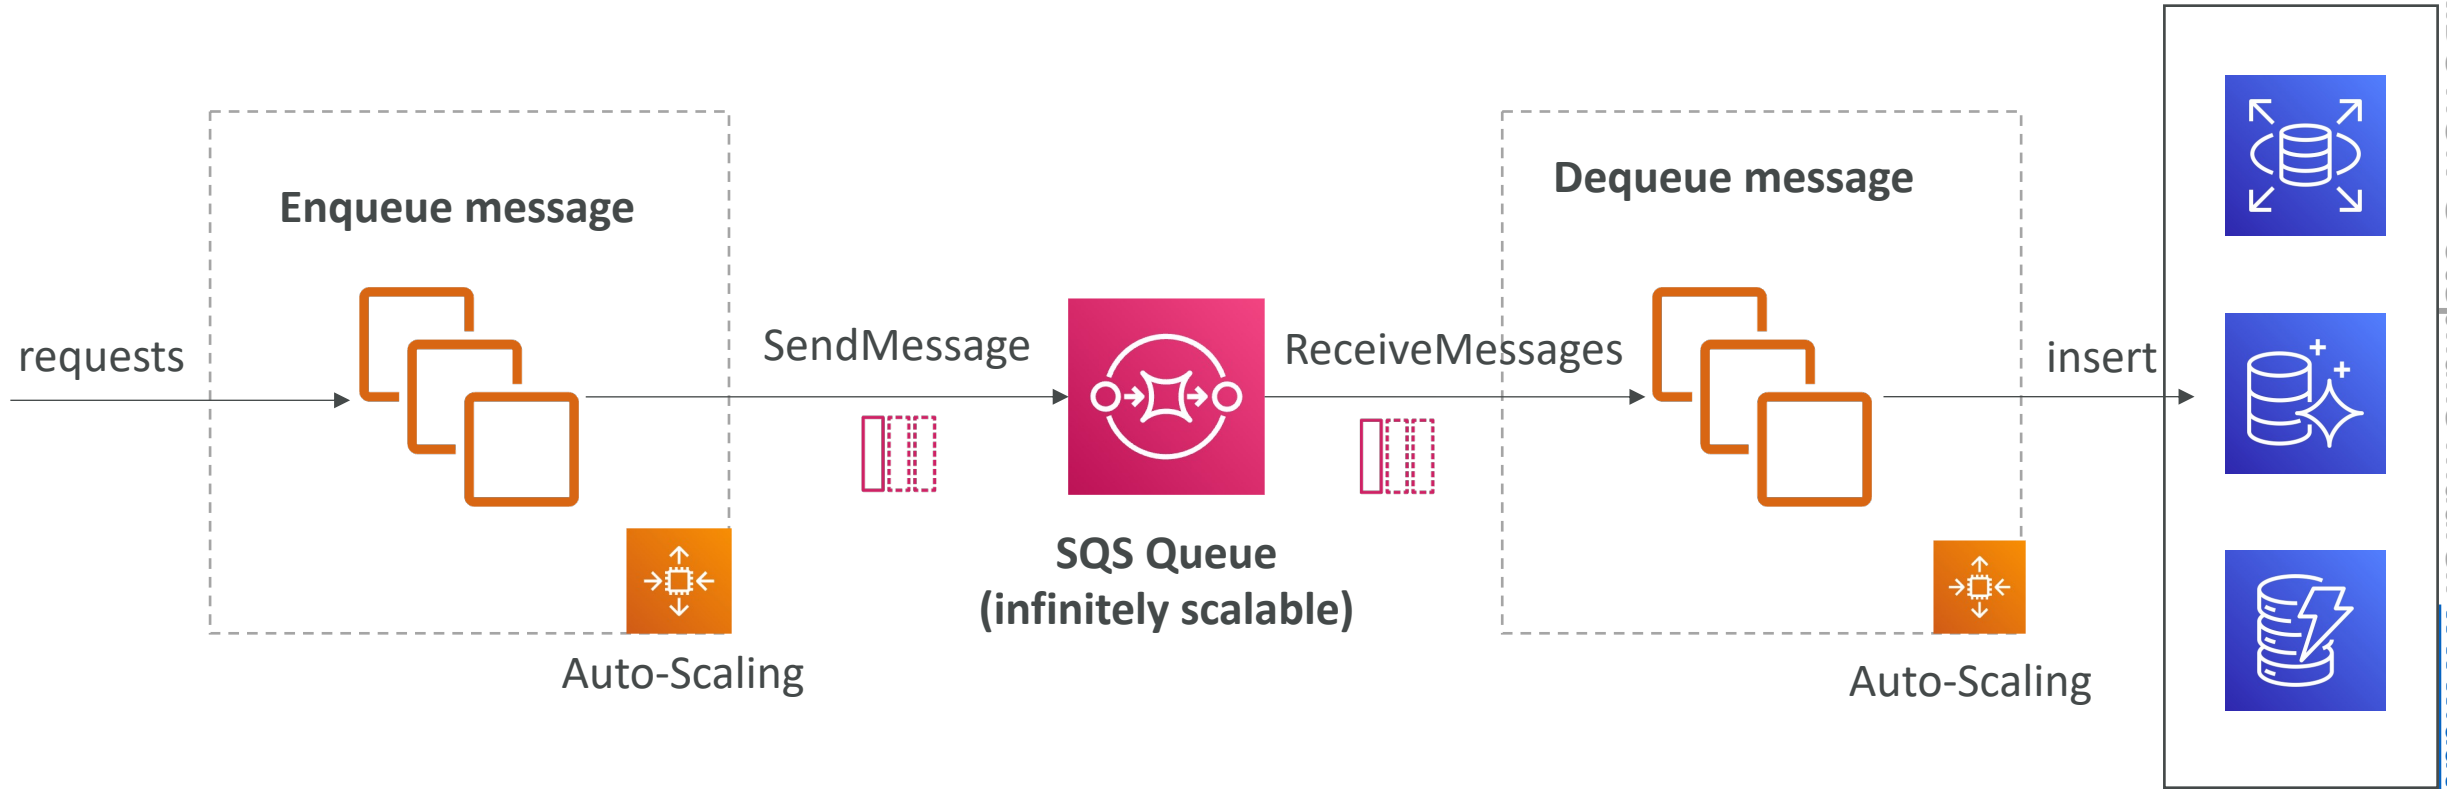 Enqueue message
Dequeue message
requests
SendMessage
ReceiveMessages
insert
SQS Queue
(infinitely scalable)
Auto-Scaling
Auto-Scaling